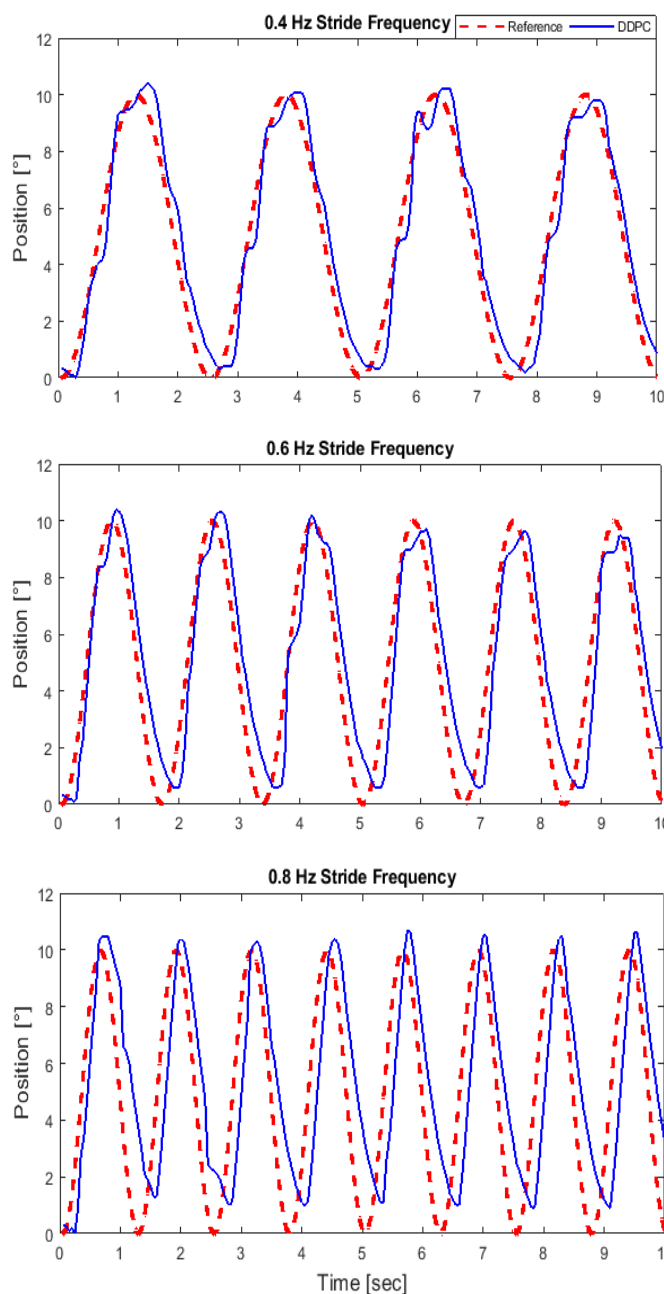 0.4 Hz Stride Frequency
Reference DDPC
Position [°]
12
10
8
6
4
2
0
0 1 2 3 4 5 6 7 8 9 10
0.6 Hz Stride Frequency
Position [°]
12
10
8
6
4
2
0
0 1 2 3 4 5 6 7 8 9 10
0.8 Hz Stride Frequency
Position [°]
12
10
8
6
4
2
0
0 1 2 3 4 5 6 7 8 9 10
Time [sec]